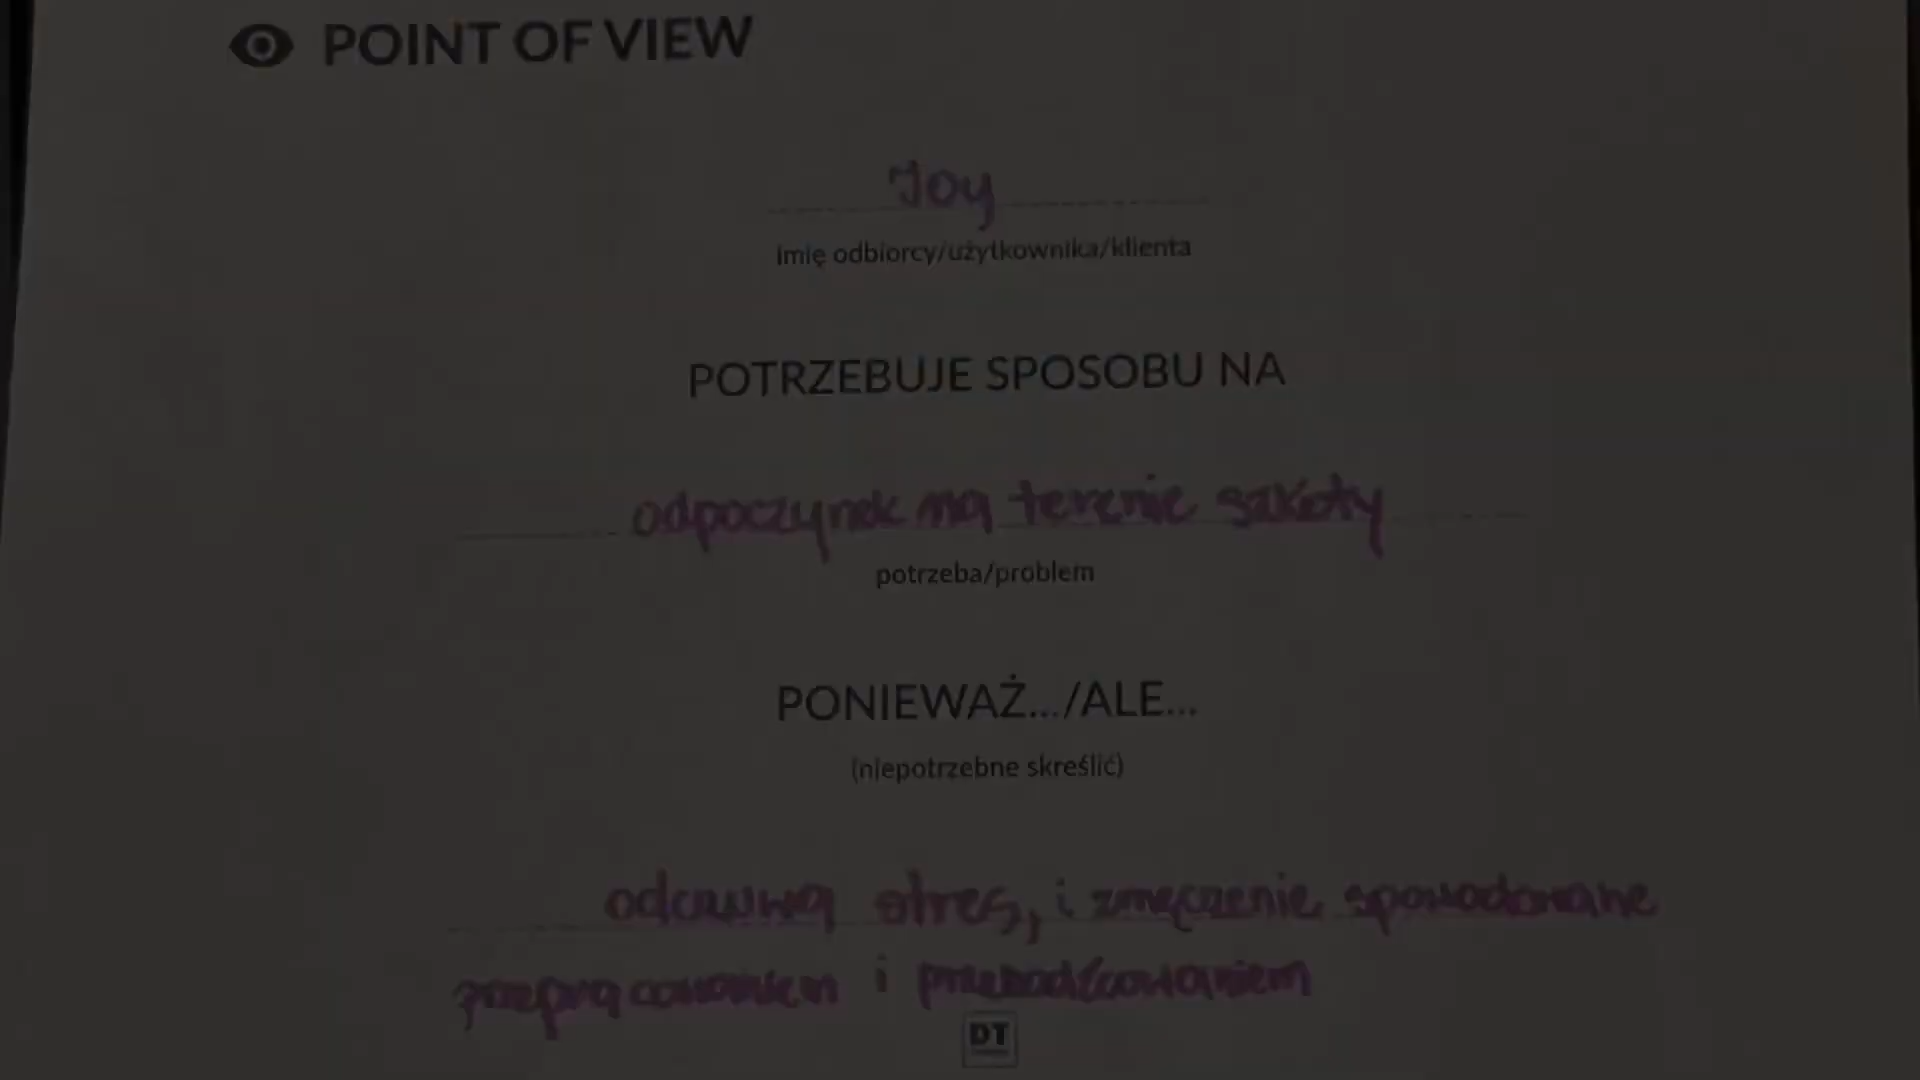 POINT OF VIEW
Joy
imię odbiorcy/użytkownika/klienta
POTRZEBUJE SPOSOBU NA
odpoczynek na terenie szkoły
potrzeba/problem
PONIEWAŻ.../ALE...
(niepotrzebne skreślić)
odczuwa stres, i zmęczenie spowodowane
przepracowaniem i przebodźcowaniem
DT